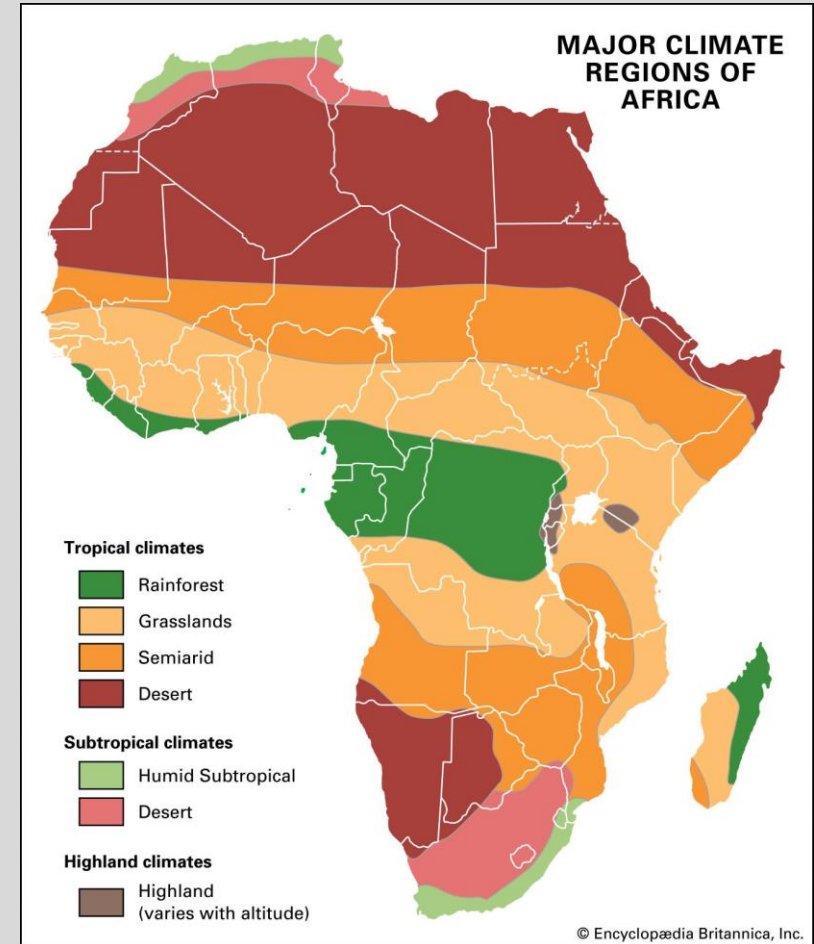 MAJOR CLIMATE
REGIONS OF
AFRICA
Tropical climates
Rainforest
Grasslands
Semiarid
Desert
Subtropical climates
Humid Subtropical
Desert
Highland climates
Highland
(varies with altitude)
© Encyclopædia Britannica, Inc.